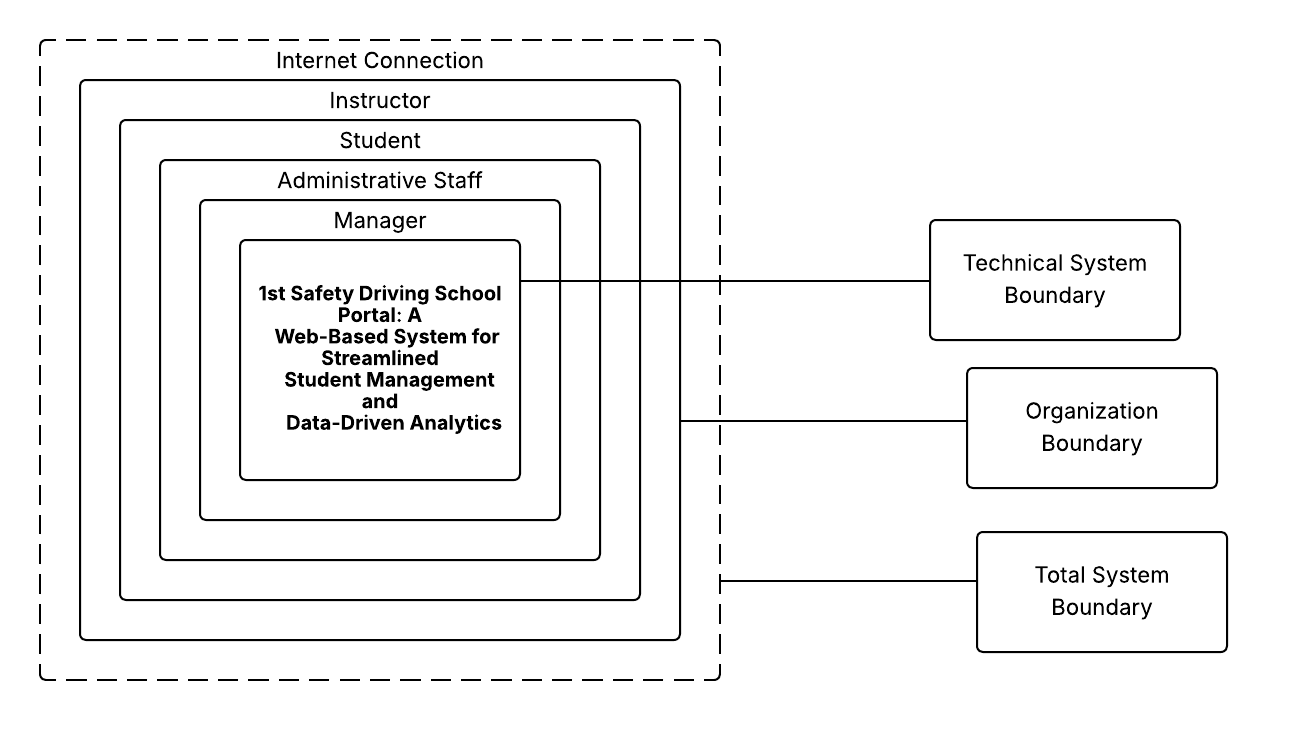 Internet Connection
Instructor
Student
Administrative Staff
Manager
1st Safety Driving School
Portal: A
Web-Based System for
Streamlined
Student Management
and
Data-Driven Analytics
Technical System
Boundary
Organization
Boundary
Total System
Boundary